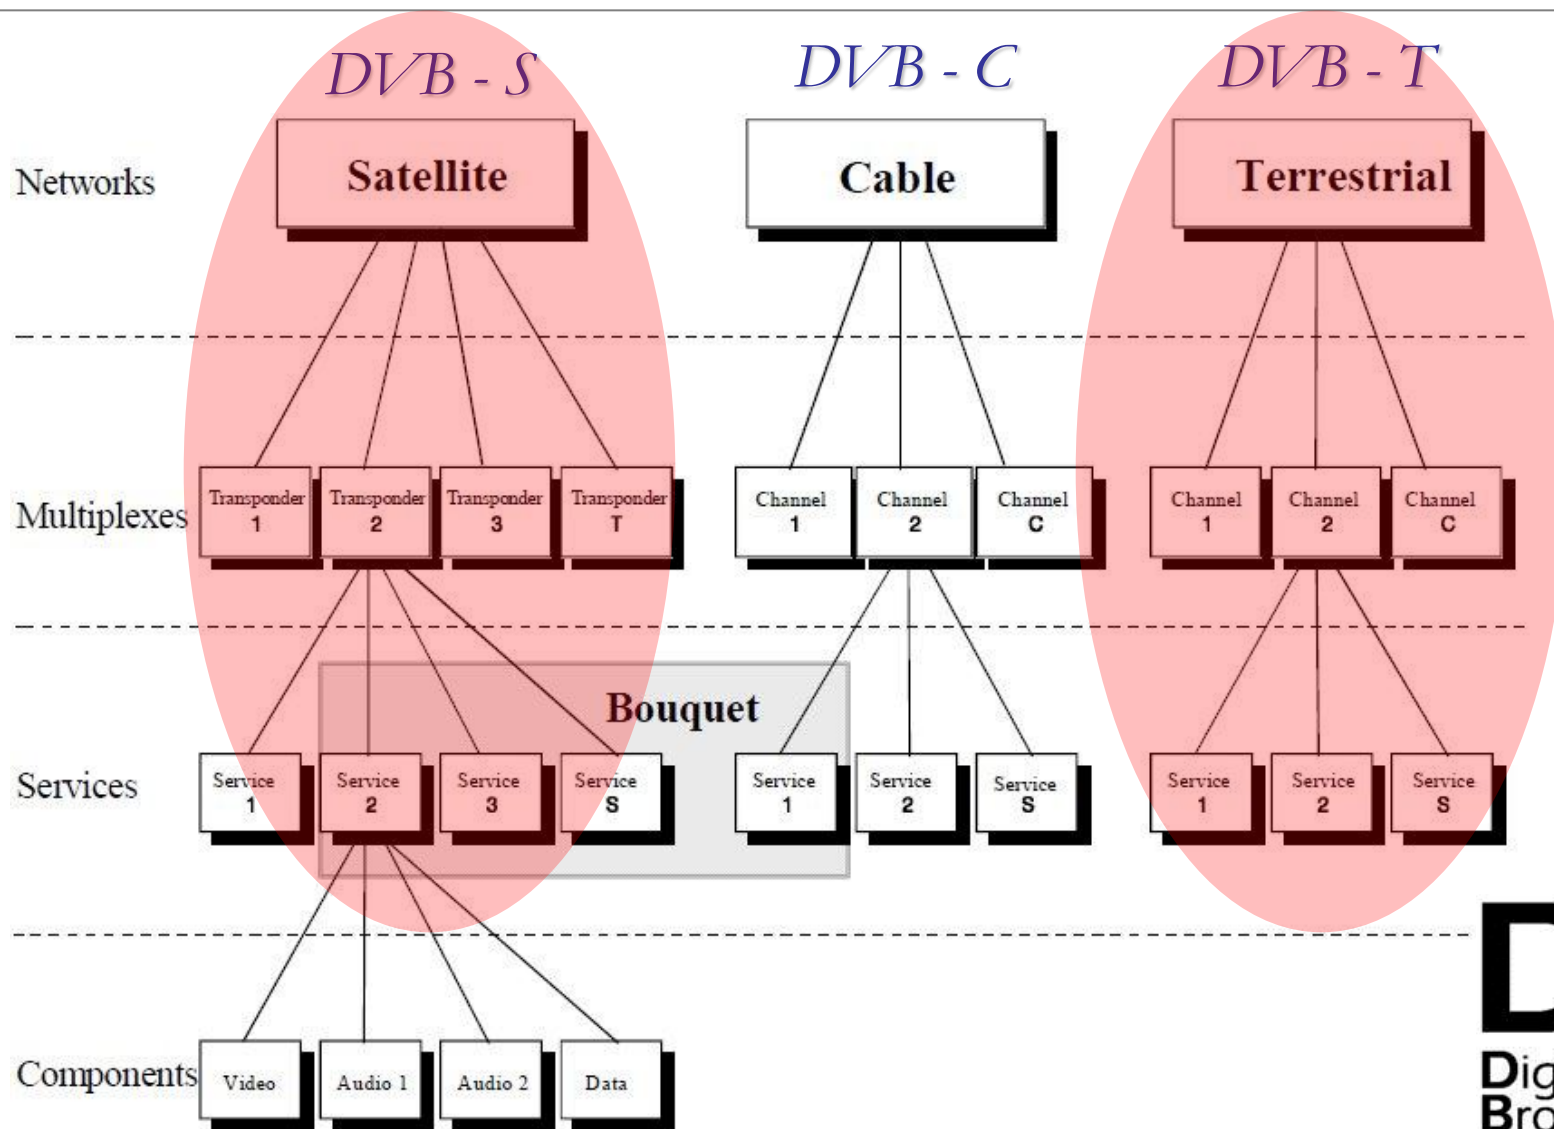 DVB - S
DVB - C
DVB - T
Networks
Satellite
Cable
Terrestrial
Multiplexes
Transponder
1
Transponder
2
Transponder
3
Transponder
T
Channel
1
Channel
2
Channel
C
Channel
1
Channel
2
Channel
C
Bouquet
Services
Service
1
Service
2
Service
3
Service
S
Service
1
Service
2
Service
S
Service
1
Service
2
Service
S
Components
Video
Audio 1
Audio 2
Data
D
Dig
Bro